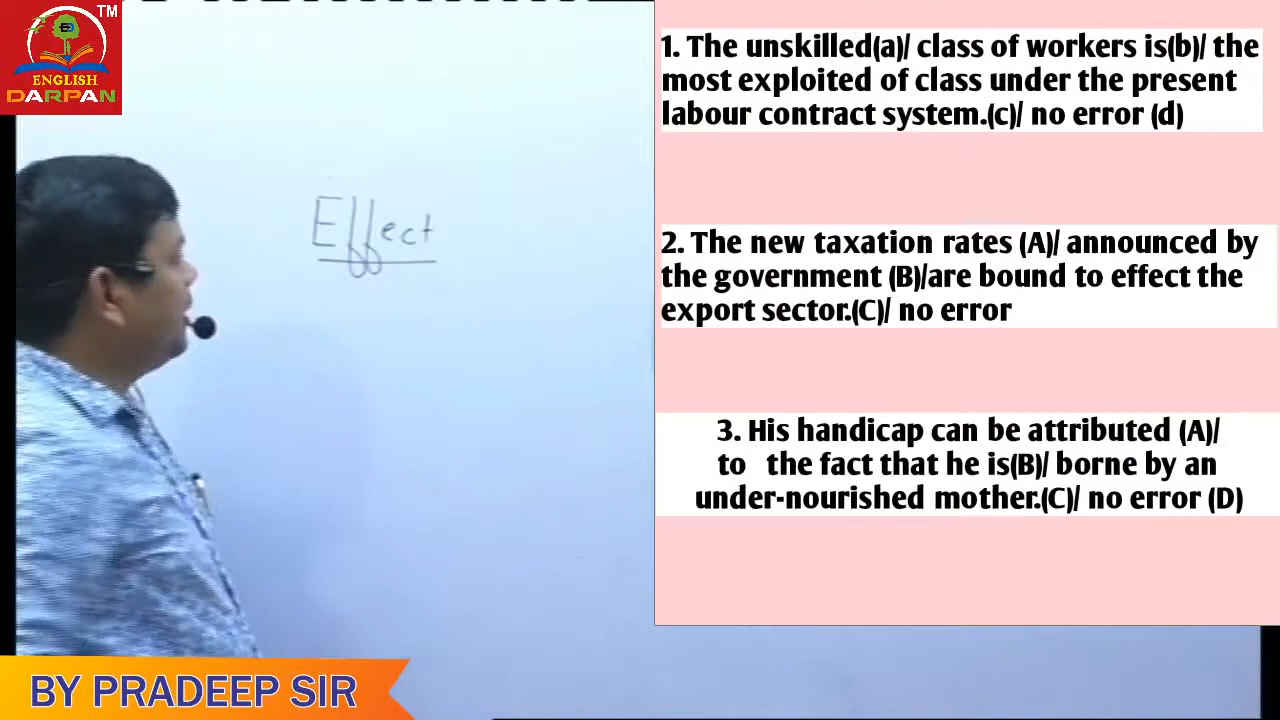 TM
ENGLISH
DARPAN
Effect
1. The unskilled(a)/ class of workers is(b)/ the
most exploited of class under the present
labour contract system.(c)/ no error (d)
2. The new taxation rates (A)/ announced by
the government (B)/are bound to effect the
export sector.(C)/ no error
3. His handicap can be attributed (A)/
to the fact that he is(B)/ borne by an
under-nourished mother.(C)/ no error (D)
BY PRADEEP SIR